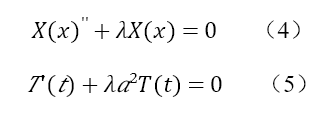 X(x)'' + λX(x) = 0 （4）
T'(t) + λa²T(t) = 0 （5）